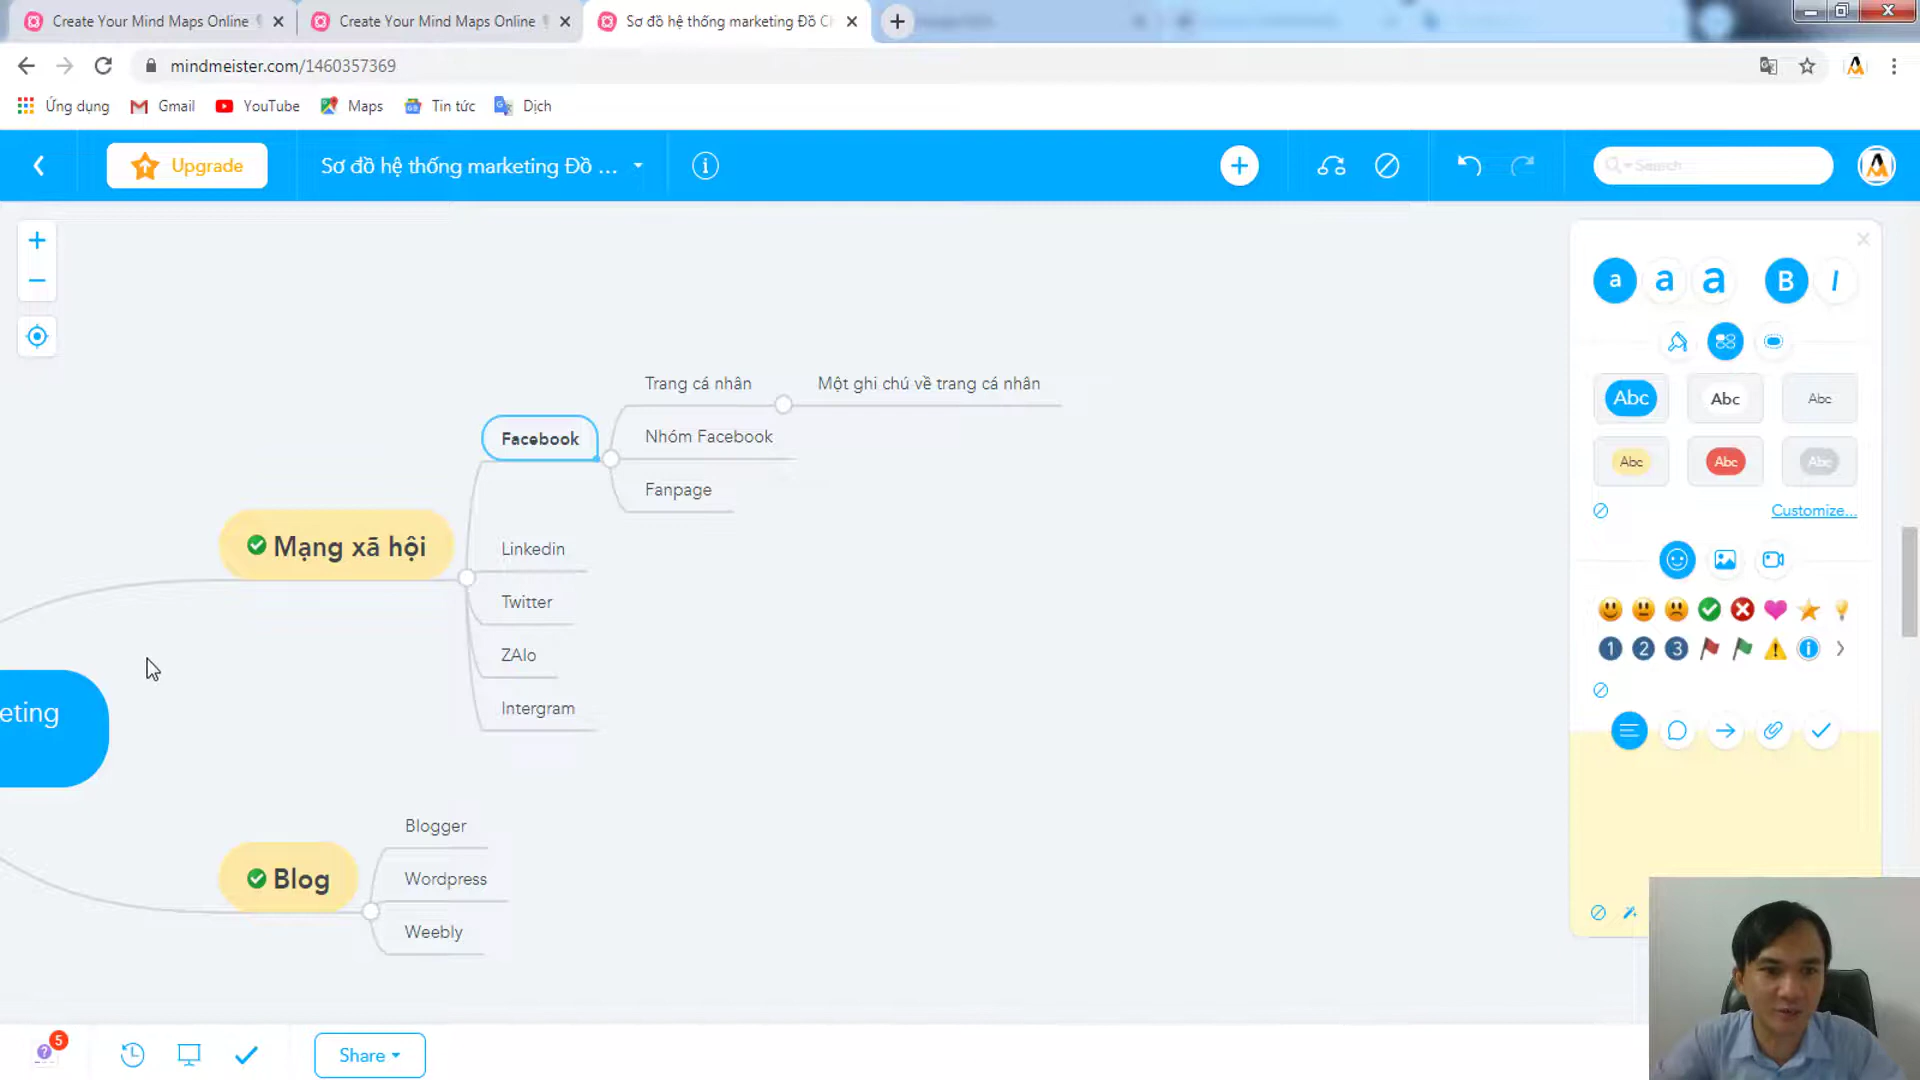 Create Your Mind Maps Online
Create Your Mind Maps Online
Sơ đồ hệ thống marketing Đồ
mindmeister.com/1460357369
Ứng dụng
Gmail
YouTube
Maps
Tin tức
Dịch
Upgrade
Sơ đồ hệ thống marketing Đồ ...
Search
a a a B I
Trang cá nhân
Một ghi chú về trang cá nhân
Abc Abc Abc
Facebook
Nhóm Facebook
Abc Abc Abc
Fanpage
Customize...
Mạng xã hội
Linkedin
Twitter
1 2 3
ZAlo
Intergram
eting
Blogger
Blog
Wordpress
Weebly
5
Share